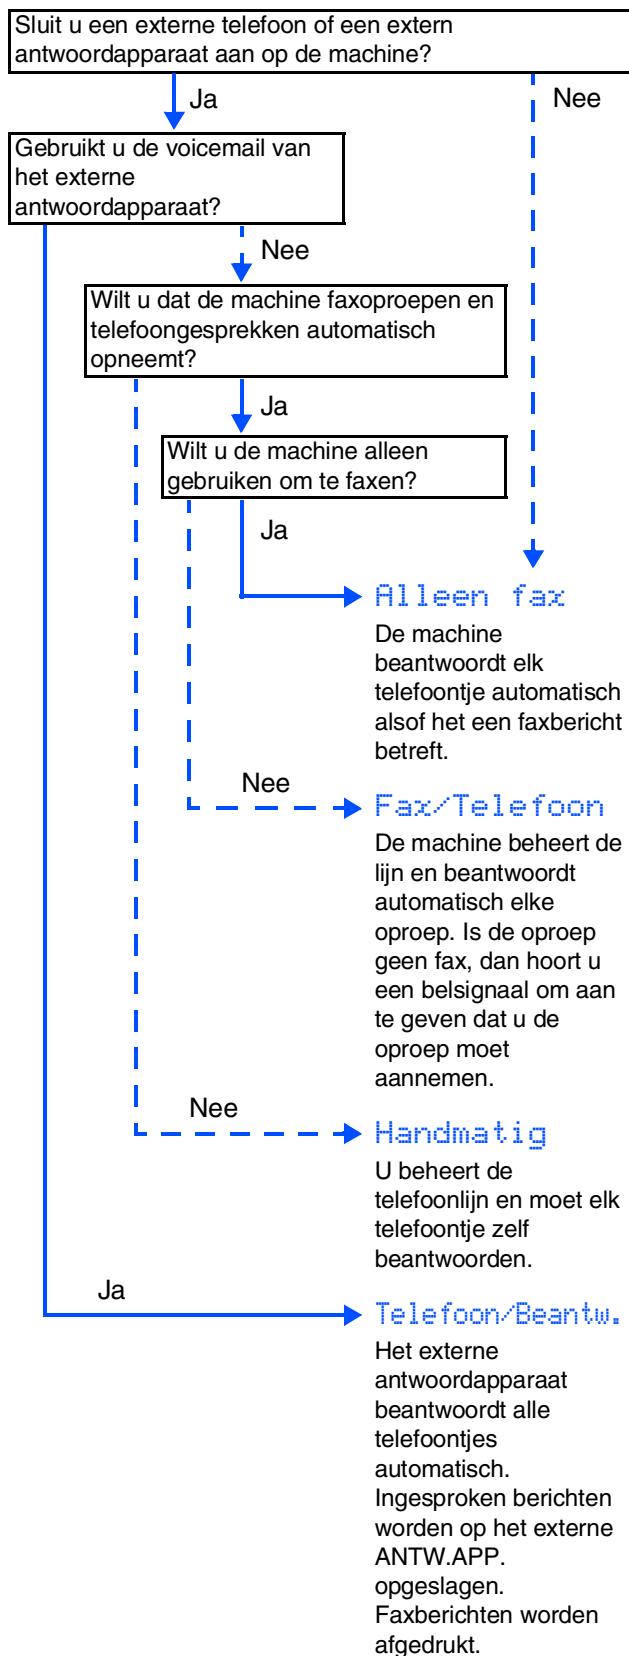 Sluit u een externe telefoon of een extern
antwoordapparaat aan op de machine?
Ja
Nee
Gebruikt u de voicemail van
het externe
antwoordapparaat?
Nee
Wilt u dat de machine faxoproepen en
telefoongesprekken automatisch
opneemt?
Ja
Wilt u de machine alleen
gebruiken om te faxen?
Ja
Alleen fax
De machine
beantwoordt elk
telefoontje automatisch
alsof het een faxbericht
betreft.
Nee
Fax/Telefoon
De machine beheert de
lijn en beantwoordt
automatisch elke
oproep. Is de oproep
geen fax, dan hoort u
een belsignaal om aan
te geven dat u de
oproep moet
aannemen.
Nee
Handmatig
U beheert de
telefoonlijn en moet elk
telefoontje zelf
beantwoorden.
Ja
Telefoon/Beantw.
Het externe
antwoordapparaat
beantwoordt alle
telefoontjes
automatisch.
Ingesproken berichten
worden op het externe
ANTW.APP.
opgeslagen.
Faxberichten worden
afgedrukt.